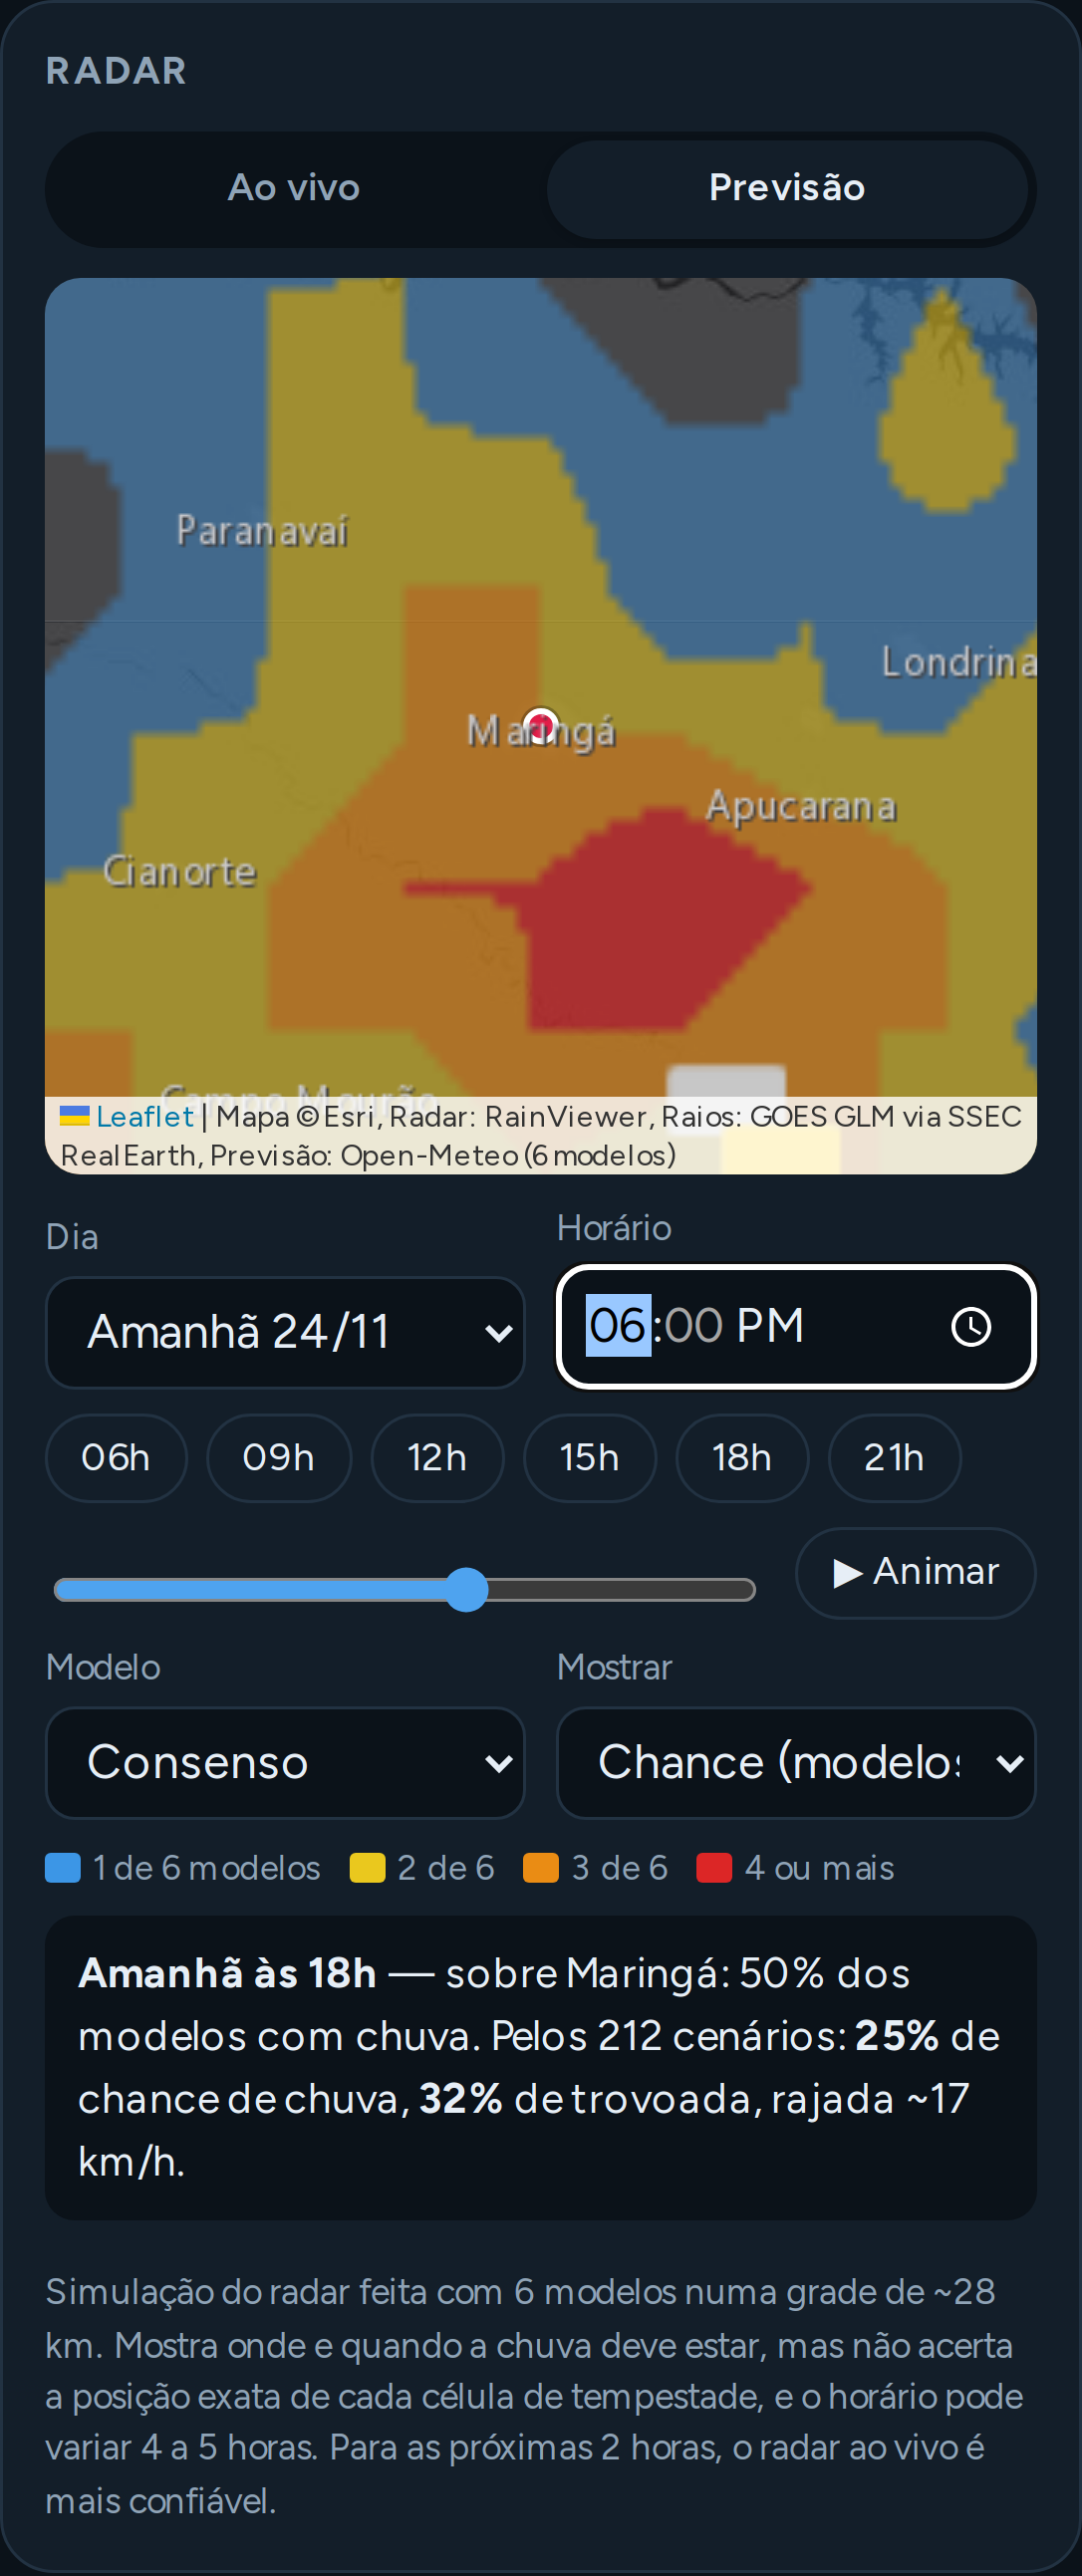 RADAR
Ao vivo
Previsão
Paranavaí
Londrina
Maringá
Apucarana
Cianorte
Campo Mourão
Leaflet | Mapa © Esri, Radar: RainViewer, Raios: GOES GLM via SSEC
RealEarth, Previsão: Open-Meteo (6 modelos)
Dia
Horário
Amanhã 24/11
06:00 PM
06h 09h 12h 15h 18h 21h
▶ Animar
Modelo
Mostrar
Consenso
Chance (modelos
1 de 6 modelos 2 de 6 3 de 6 4 ou mais
Amanhã às 18h — sobre Maringá: 50% dos
modelos com chuva. Pelos 212 cenários: 25% de
chance de chuva, 32% de trovoada, rajada ~17
km/h.
Simulação do radar feita com 6 modelos numa grade de ~28
km. Mostra onde e quando a chuva deve estar, mas não acerta
a posição exata de cada célula de tempestade, e o horário pode
variar 4 a 5 horas. Para as próximas 2 horas, o radar ao vivo é
mais confiável.